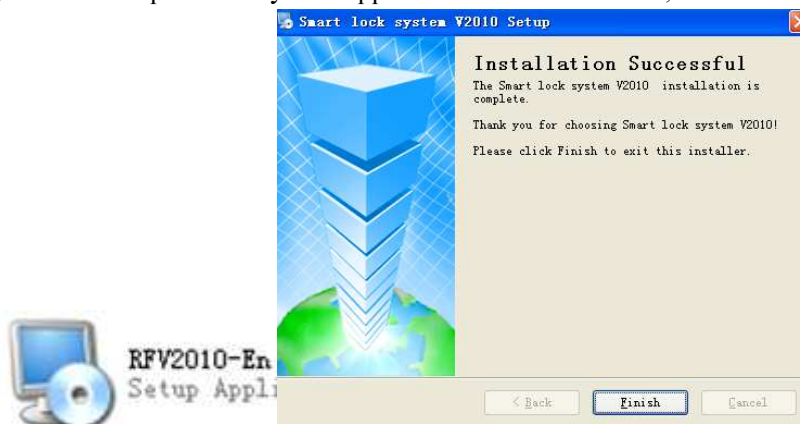 Smart lock system V2010 Setup
Installation Successful
The Smart lock system V2010 installation is
complete.
Thank you for choosing Smart lock system V2010!
Please click Finish to exit this installer.
RFV2010-En
Setup Appli
< Back
Finish
Cancel